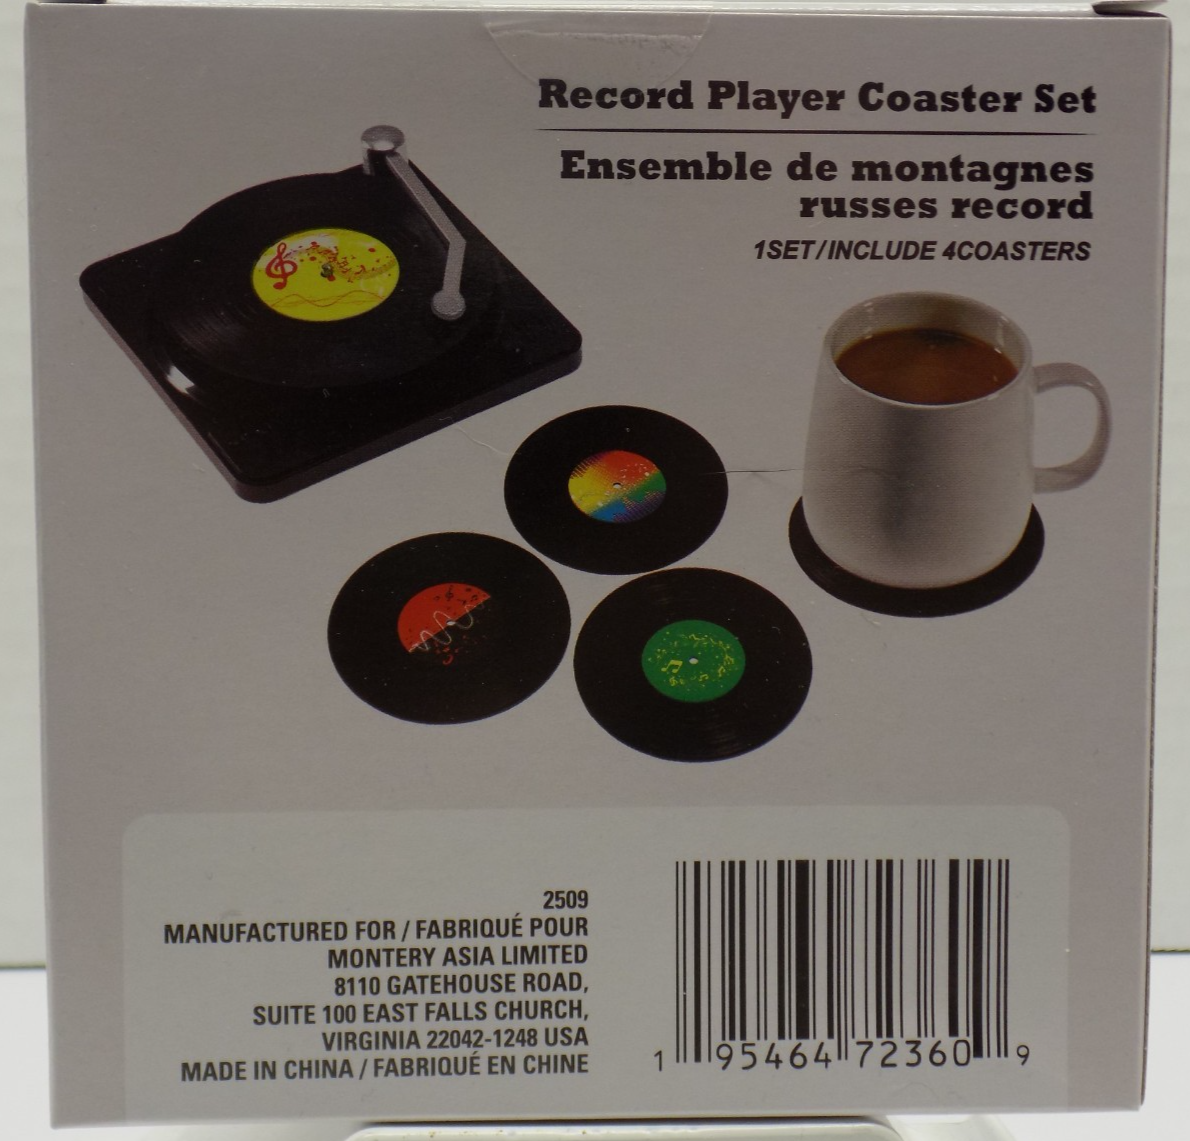 Record Player Coaster Set
Ensemble de montagnes
russes record
1SET/INCLUDE 4COASTERS
2509
MANUFACTURED FOR / FABRIQUÉ POUR
MONTERY ASIA LIMITED
8110 GATEHOUSE ROAD,
SUITE 100 EAST FALLS CHURCH,
VIRGINIA 22042-1248 USA
MADE IN CHINA / FABRIQUÉ EN CHINE
1 95464 72360 9